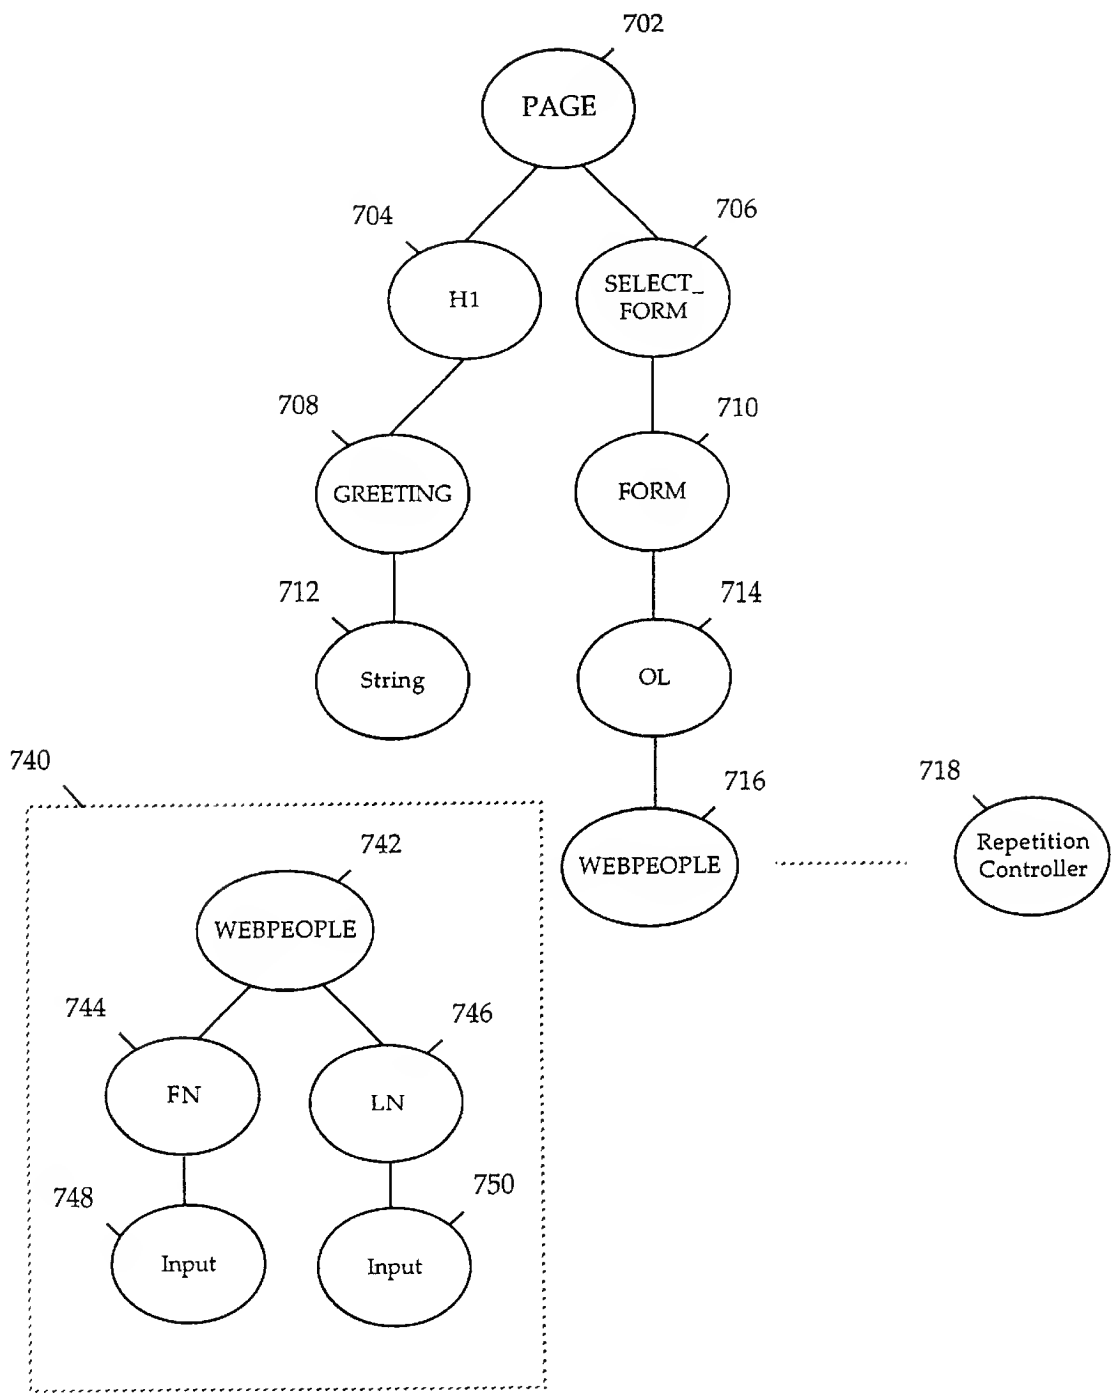 702
PAGE
704
706
H1
SELECT_
FORM
708
710
GREETING
FORM
712
714
String
OL
740
716
718
WEBPEOPLE
Repetition
Controller
742
WEBPEOPLE
744
746
FN
LN
748
750
Input
Input